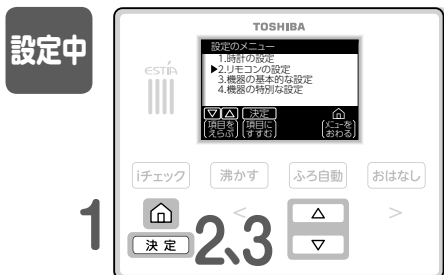 設定中
TOSHIBA
ESTÍA
設定のメニュー
1.時計の設定
▶2.リモコンの設定
3.機器の基本的な設定
4.機器の特別な設定
▽△ 決定
項目を えらぶ 項目に すすむ メニューを おわる
iチェック 沸かす ふろ自動 おはなし
1 2、3
< △ >
決定 ▽